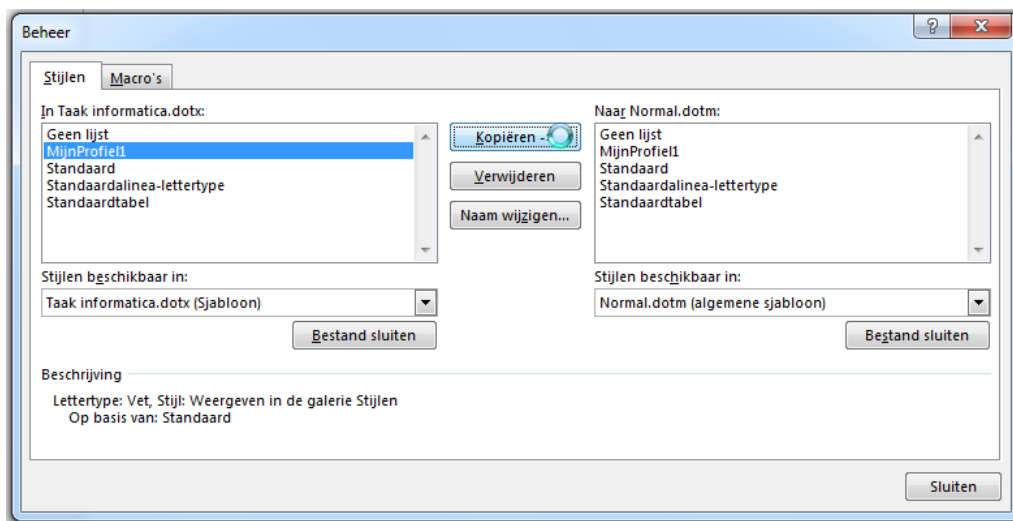 Beheer
Stijlen Macro's
In Taak informatica.dotx:
Geen lijst
MijnProfiel1
Standaard
Standaardalinea-lettertype
Standaardtabel
Kopiëren -
Verwijderen
Naam wijzigen...
Naar Normal.dotm:
Geen lijst
MijnProfiel1
Standaard
Standaardalinea-lettertype
Standaardtabel
Stijlen beschikbaar in:
Taak informatica.dotx (Sjabloon)
Bestand sluiten
Stijlen beschikbaar in:
Normal.dotm (algemene sjabloon)
Bestand sluiten
Beschrijving
Lettertype: Vet, Stijl: Weergeven in de galerie Stijlen
Op basis van: Standaard
Sluiten